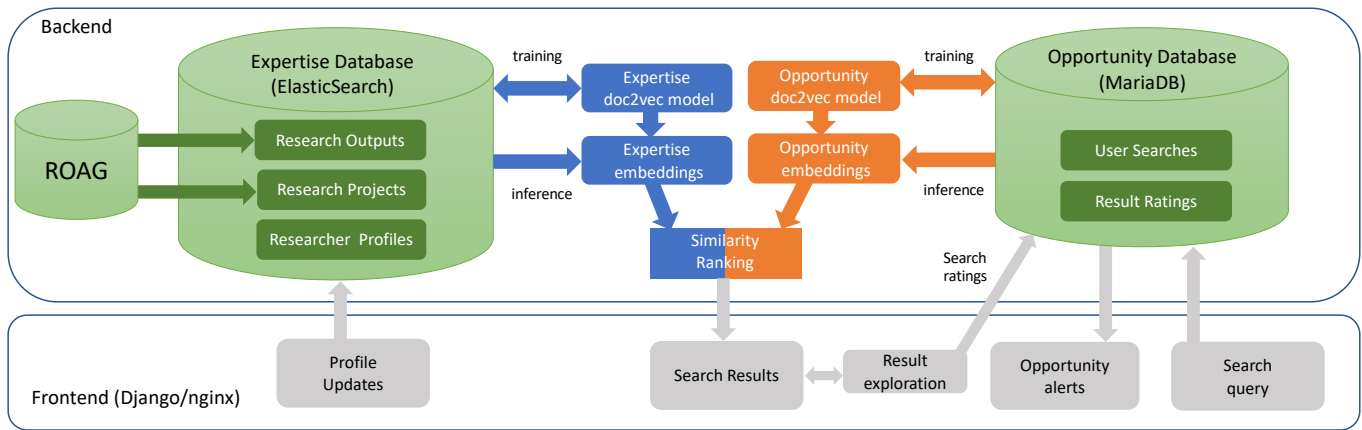 Backend
Expertise Database
(ElasticSearch)
ROAG
Research Outputs
Research Projects
Researcher Profiles
training
inference
Expertise
doc2vec model
Expertise
embeddings
Opportunity
doc2vec model
Opportunity
embeddings
Similarity
Ranking
training
inference
Opportunity Database
(MariaDB)
User Searches
Result Ratings
Search
ratings
Frontend (Django/nginx)
Profile
Updates
Search Results
Result
exploration
Opportunity
alerts
Search
query